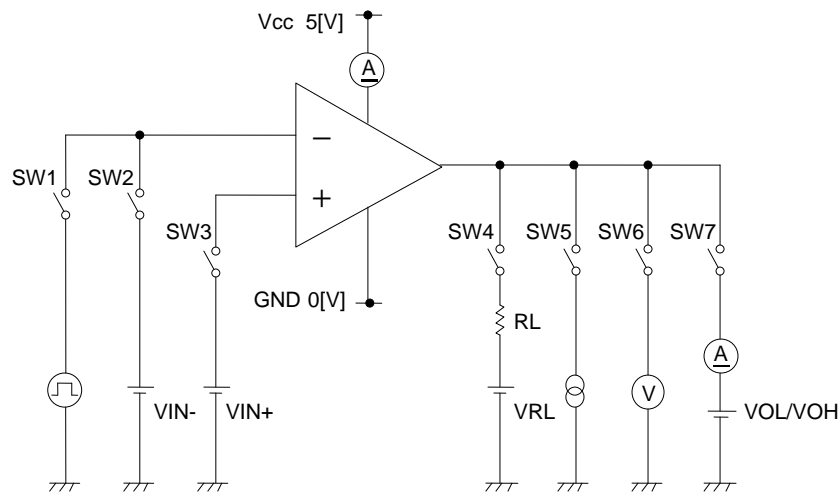 Vcc 5[V]
A
−
SW1 SW2
+
SW3 SW4 SW5 SW6 SW7
GND 0[V]
RL
A
V
VIN- VIN+ VRL VOL/VOH